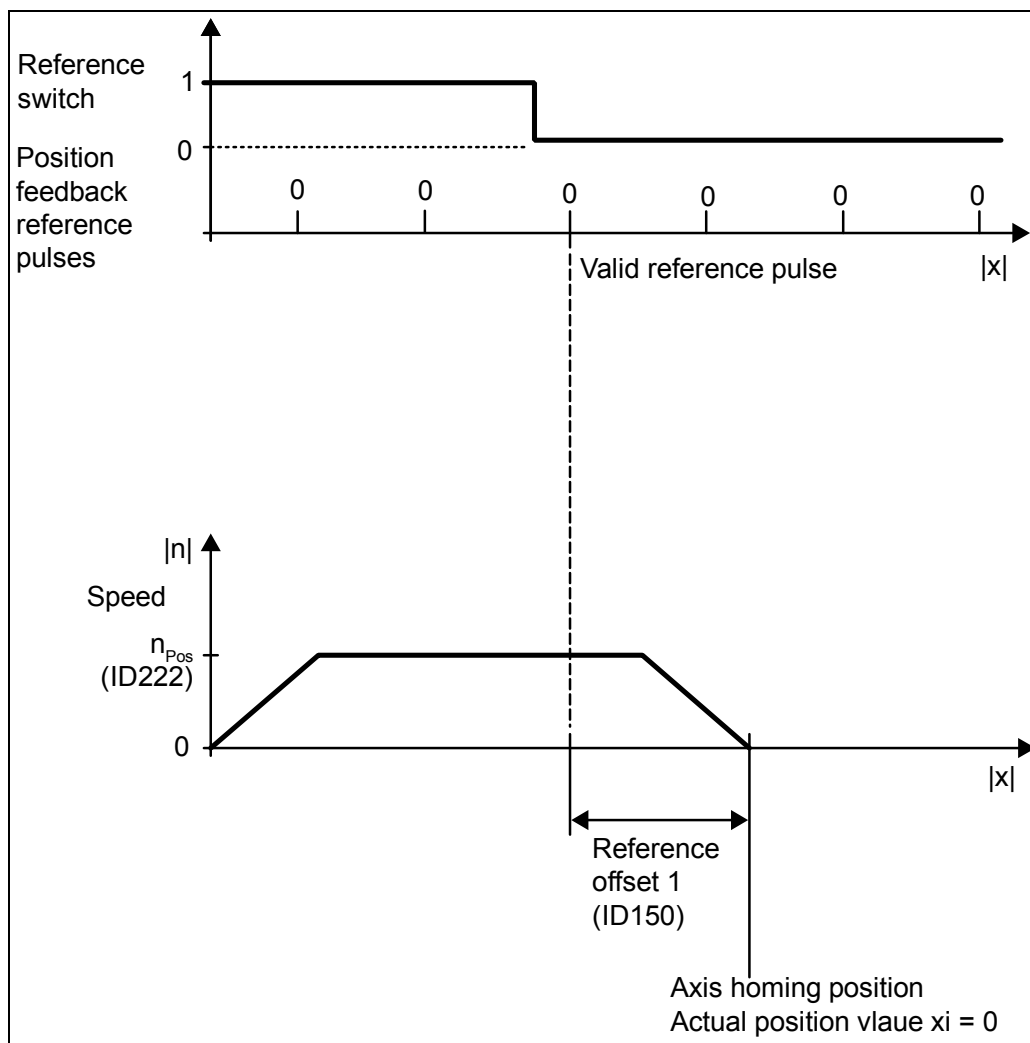 Reference
switch
1
0
Position
feedback
reference
pulses
0 0 0 0 0 0
Valid reference pulse
|x|
|n|
Speed
nPos
(ID222)
0
|x|
Reference
offset 1
(ID150)
Axis homing position
Actual position vlaue xi = 0